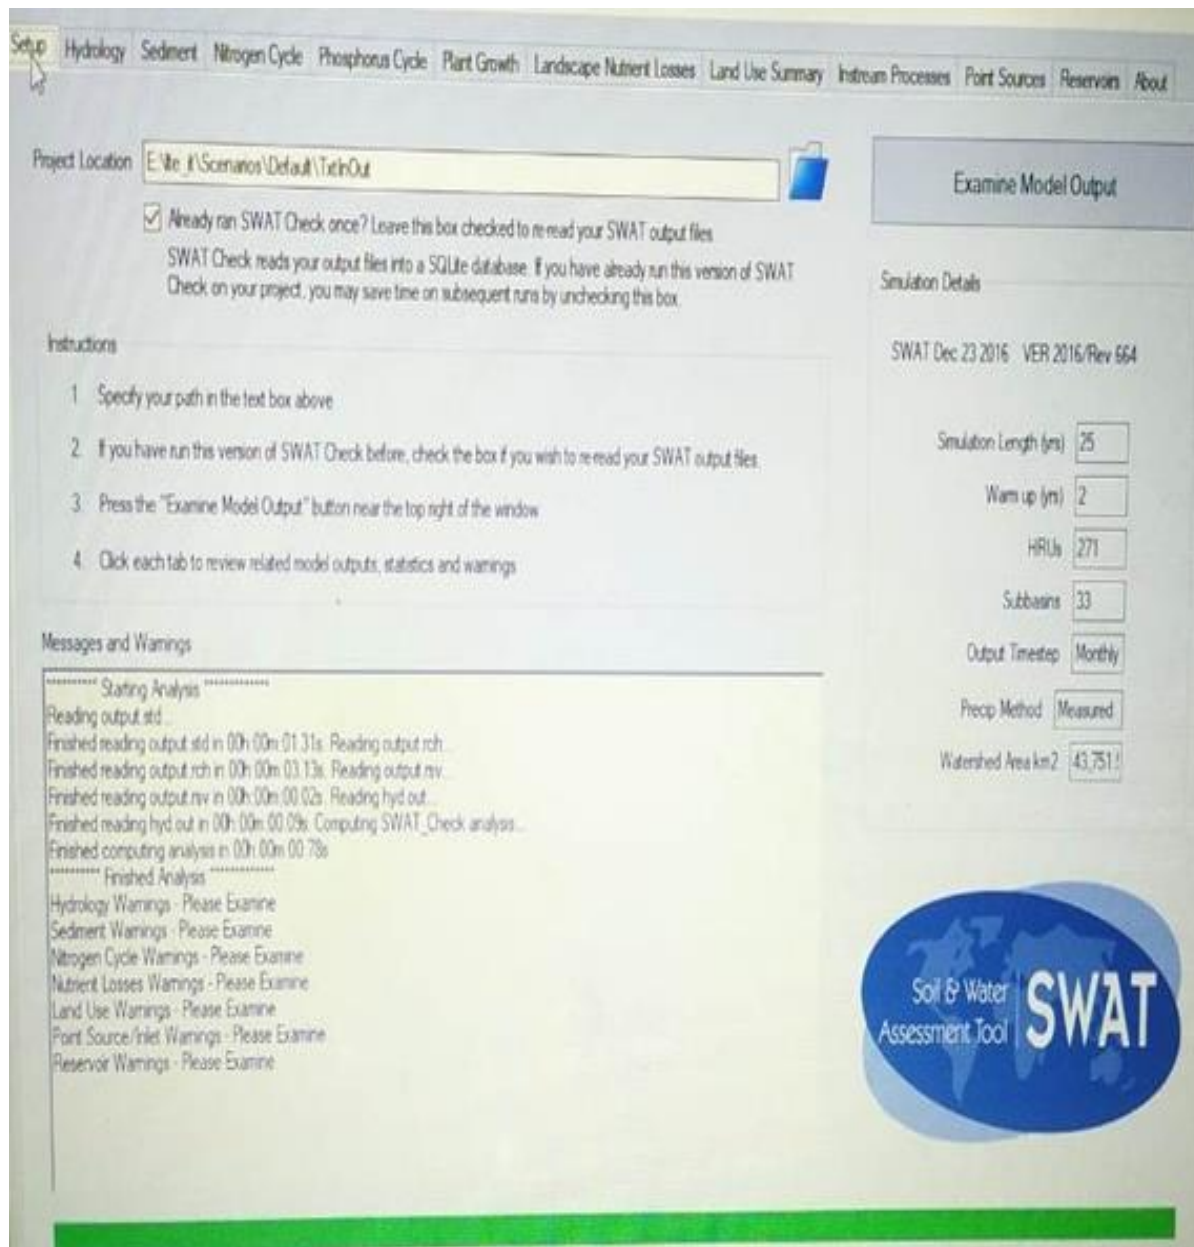 Setup Hydrology Sediment Nitrogen Cycle Phosphorus Cycle Plant Growth Landscape Nutrient Losses Land Use Summary Instream Processes Point Sources Reservoirs About
Project Location
\Scenarios\Default\TxtInOut
Already ran SWAT Check once? Leave this box checked to re-read your SWAT output files
SWAT Check reads your output files into a SQLite database. If you have already run this version of SWAT
Check on your project, you may save time on subsequent runs by unchecking this box.
Instructions
1. Specify your path in the text box above
2. If you have run this version of SWAT Check before, check the box if you wish to re-read your SWAT output files.
3. Press the "Examine Model Output" button near the top right of the window
4. Click each tab to review related model outputs, statistics and warnings
Messages and Warnings
********** Starting Analysis *************
Reading output.std...
Finished reading output.std in 00h:00m:01.31s. Reading output.rch...
Finished reading output.rch in 00h:00m:03.13s. Reading output.rsv...
Finished reading output.rsv in 00h:00m:00.02s. Reading hyd.out...
Finished reading hyd.out in 00h:00m:00.09s. Computing SWAT_Check analysis...
Finished computing analysis in 00h:00m:00.78s
********** Finished Analysis *************
Hydrology Warnings - Please Examine
Sediment Warnings - Please Examine
Nitrogen Cycle Warnings - Please Examine
Nutrient Losses Warnings - Please Examine
Land Use Warnings - Please Examine
Point Source/Inlet Warnings - Please Examine
Reservoir Warnings - Please Examine
Examine Model Output
Simulation Details
SWAT Dec 23 2016 VER 2016/Rev 664
Simulation Length (yrs) 25
Warm up (yrs) 2
HRUs 271
Subbasins 33
Output Timestep Monthly
Precip Method Measured
Watershed Area km2 43,751
Soil & Water
Assessment Tool
SWAT